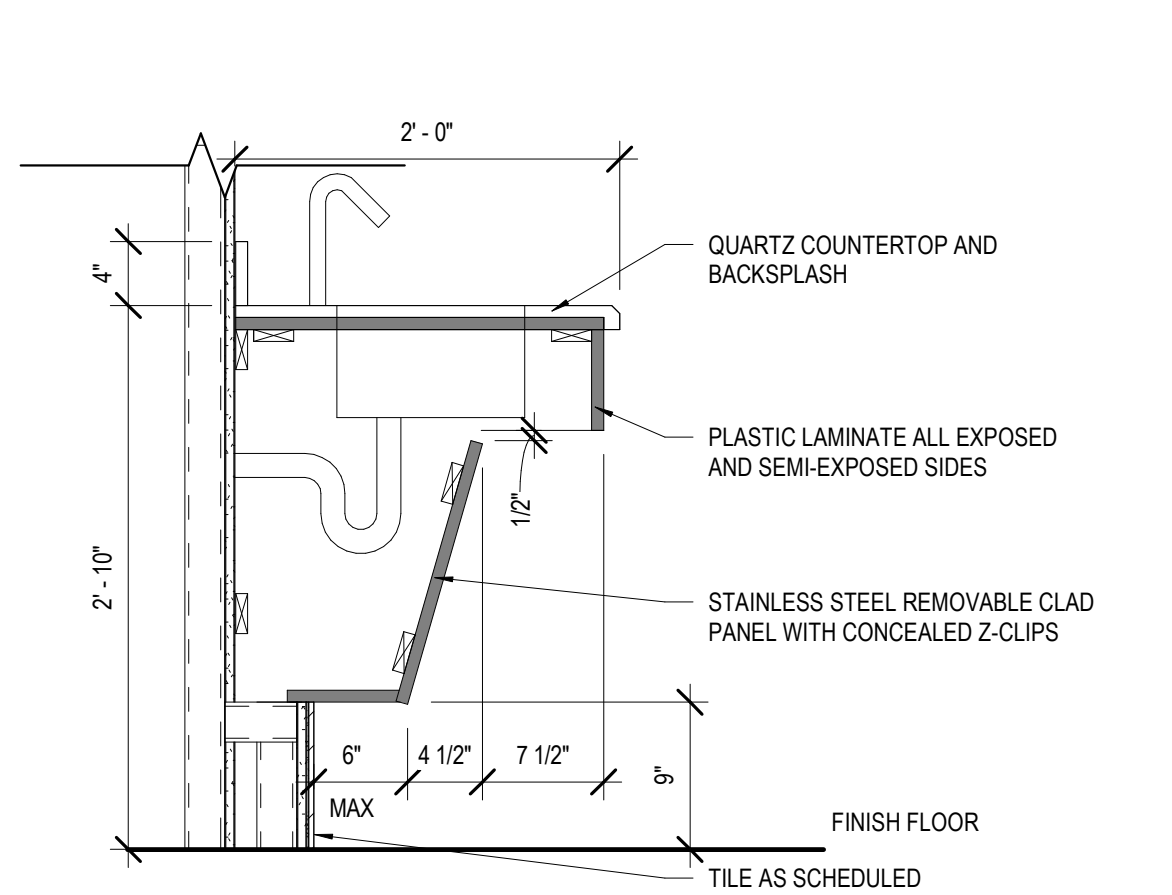 2' - 0"
4"
QUARTZ COUNTERTOP AND
BACKSPLASH
PLASTIC LAMINATE ALL EXPOSED
AND SEMI-EXPOSED SIDES
1/2"
2' - 10"
STAINLESS STEEL REMOVABLE CLAD
PANEL WITH CONCEALED Z-CLIPS
6"
4 1/2"
7 1/2"
9"
MAX
FINISH FLOOR
TILE AS SCHEDULED